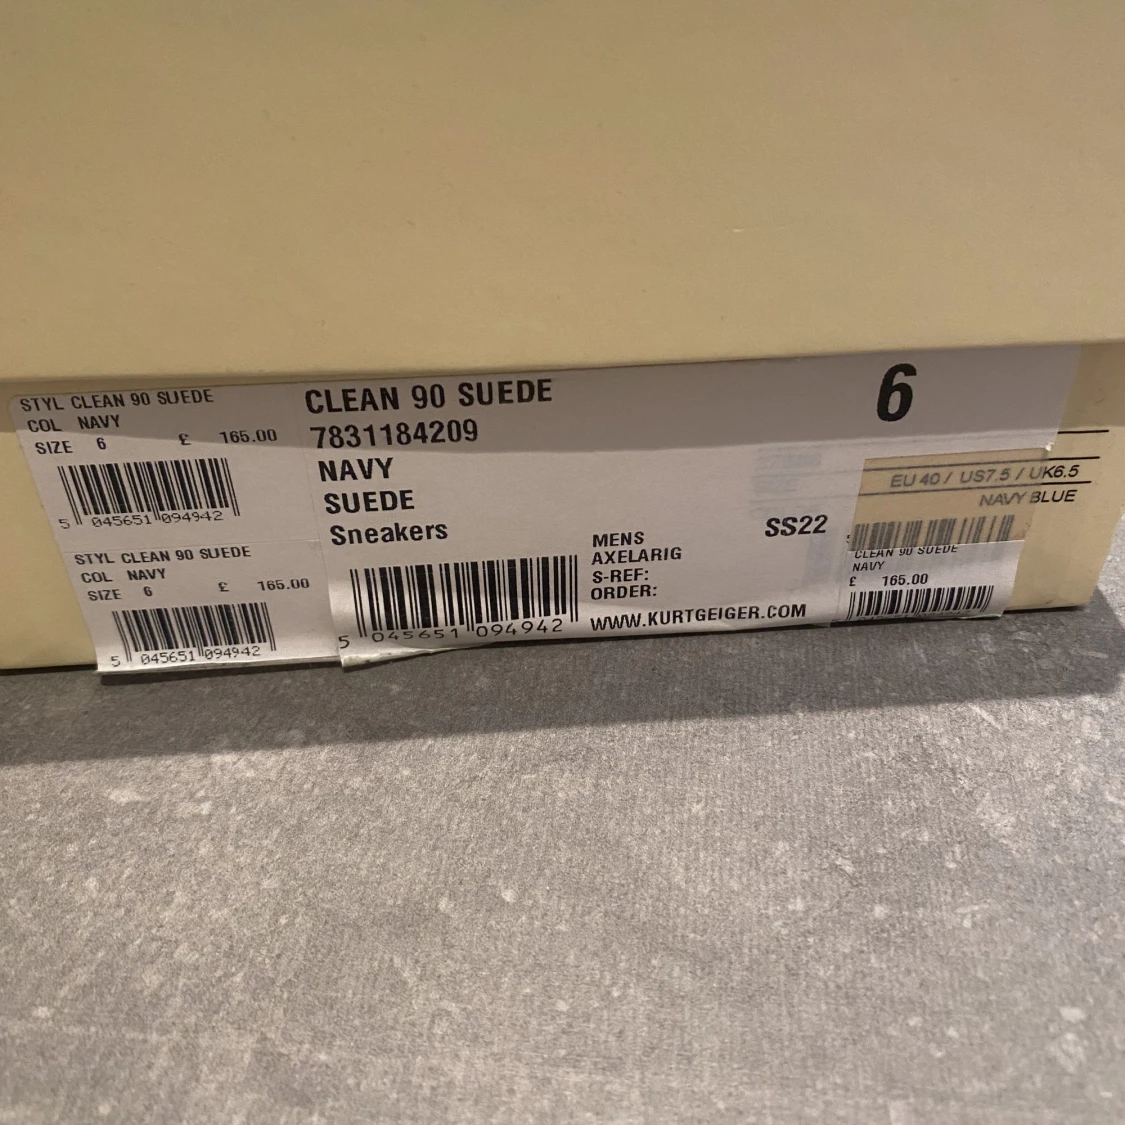 STYL CLEAN 90 SUEDE
COL NAVY
SIZE 6 £ 165.00
5 045651 094942
STYL CLEAN 90 SUEDE
COL NAVY
SIZE 6 £ 165.00
5 045651 094942
CLEAN 90 SUEDE
7831184209
NAVY
SUEDE
Sneakers
5 045651 094942
MENS
AXELARIG
S-REF:
ORDER:
WWW.KURTGEIGER.COM
SS22
6
EU 40 / US7.5 / UK6.5
NAVY BLUE
CLEAN 90 SUEDE
NAVY
£ 165.00